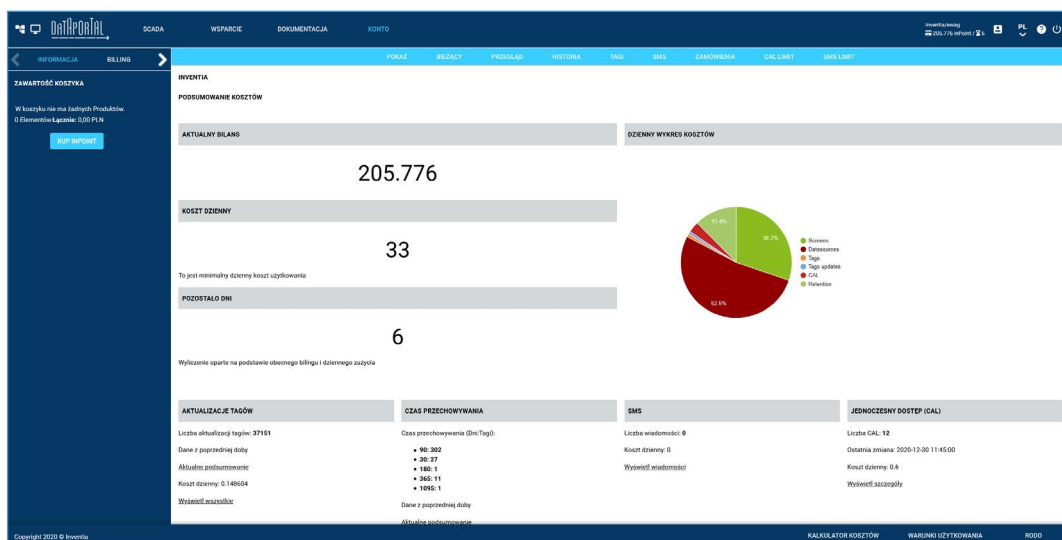 DATAPORTAL
SCADA WSPARCIE DOKUMENTACJA KONTO
Inventia/ewag
205.776 inPoint / 6
PL
INFORMACJA BILLING
POKAŻ BIEŻĄCY PRZEGLĄD HISTORIA TAGI SMS ZAMÓWIENIA CAL LIMIT SMS LIMIT
ZAWARTOŚĆ KOSZYKA
W koszyku nie ma żadnych Produktów.
0 Elementów Łącznie: 0,00 PLN
KUP INPOINT
INVENTIA
PODSUMOWANIE KOSZTÓW
AKTUALNY BILANS
205.776
KOSZT DZIENNY
33
To jest minimalny dzienny koszt użytkowania
POZOSTAŁO DNI
6
Wyliczenie oparte na podstawie obecnego bilingu i dziennego zużycia
DZIENNY WYKRES KOSZTÓW
52.6%
Screens
Datasources
Tags
Tags updates
CAL
Retention
AKTUALIZACJE TAGÓW
Liczba aktualizacji tagów: 37151
Dane z poprzedniej doby
Aktualne podsumowanie
Koszt dzienny: 0.148604
Wyświetl wszystkie
CZAS PRZECHOWYWANIA
Czas przechowywania (Dni:Tagi):
90: 302
30: 27
180: 1
365: 11
1095: 1
Dane z poprzedniej doby
Aktualne podsumowanie
SMS
Liczba wiadomości: 0
Koszt dzienny: 0
Wyświetl wiadomości
JEDNOCZESNY DOSTĘP (CAL)
Liczba CAL: 12
Ostatnia zmiana: 2020-12-30 11:45:00
Koszt dzienny: 0.6
Wyświetl szczegóły
Copyright 2020 © Inventia
KALKULATOR KOSZTÓW WARUNKI UŻYTKOWANIA RODO